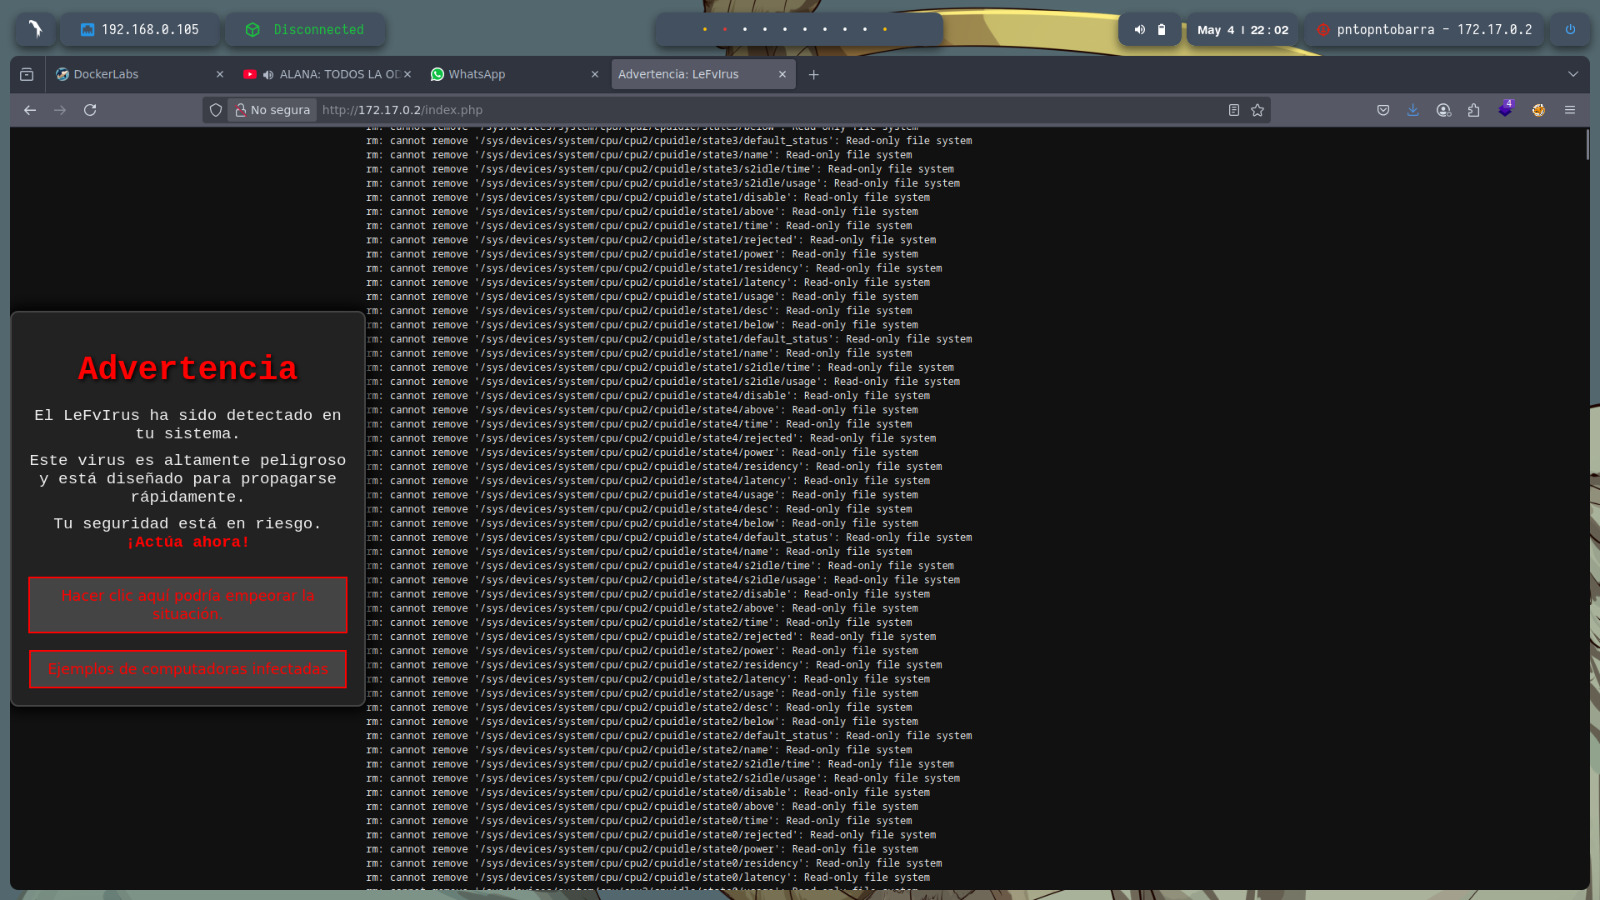 192.168.0.105
Disconnected
May 4 | 22:02
pntopntobarra - 172.17.0.2
DockerLabs
ALANA: TODOS LA OD
WhatsApp
Advertencia: LeFvIrus
No segura
http://172.17.0.2/index.php
4
rm: cannot remove '/sys/devices/system/cpu/cpu2/cpuidle/state3/below': Read-only file system
rm: cannot remove '/sys/devices/system/cpu/cpu2/cpuidle/state3/default_status': Read-only file system
rm: cannot remove '/sys/devices/system/cpu/cpu2/cpuidle/state3/name': Read-only file system
rm: cannot remove '/sys/devices/system/cpu/cpu2/cpuidle/state3/s2idle/time': Read-only file system
rm: cannot remove '/sys/devices/system/cpu/cpu2/cpuidle/state3/s2idle/usage': Read-only file system
rm: cannot remove '/sys/devices/system/cpu/cpu2/cpuidle/state1/disable': Read-only file system
rm: cannot remove '/sys/devices/system/cpu/cpu2/cpuidle/state1/above': Read-only file system
rm: cannot remove '/sys/devices/system/cpu/cpu2/cpuidle/state1/time': Read-only file system
rm: cannot remove '/sys/devices/system/cpu/cpu2/cpuidle/state1/rejected': Read-only file system
rm: cannot remove '/sys/devices/system/cpu/cpu2/cpuidle/state1/power': Read-only file system
rm: cannot remove '/sys/devices/system/cpu/cpu2/cpuidle/state1/residency': Read-only file system
rm: cannot remove '/sys/devices/system/cpu/cpu2/cpuidle/state1/latency': Read-only file system
rm: cannot remove '/sys/devices/system/cpu/cpu2/cpuidle/state1/usage': Read-only file system
rm: cannot remove '/sys/devices/system/cpu/cpu2/cpuidle/state1/desc': Read-only file system
rm: cannot remove '/sys/devices/system/cpu/cpu2/cpuidle/state1/below': Read-only file system
rm: cannot remove '/sys/devices/system/cpu/cpu2/cpuidle/state1/default_status': Read-only file system
rm: cannot remove '/sys/devices/system/cpu/cpu2/cpuidle/state1/name': Read-only file system
rm: cannot remove '/sys/devices/system/cpu/cpu2/cpuidle/state1/s2idle/time': Read-only file system
rm: cannot remove '/sys/devices/system/cpu/cpu2/cpuidle/state1/s2idle/usage': Read-only file system
rm: cannot remove '/sys/devices/system/cpu/cpu2/cpuidle/state4/disable': Read-only file system
rm: cannot remove '/sys/devices/system/cpu/cpu2/cpuidle/state4/above': Read-only file system
rm: cannot remove '/sys/devices/system/cpu/cpu2/cpuidle/state4/time': Read-only file system
rm: cannot remove '/sys/devices/system/cpu/cpu2/cpuidle/state4/rejected': Read-only file system
rm: cannot remove '/sys/devices/system/cpu/cpu2/cpuidle/state4/power': Read-only file system
rm: cannot remove '/sys/devices/system/cpu/cpu2/cpuidle/state4/residency': Read-only file system
rm: cannot remove '/sys/devices/system/cpu/cpu2/cpuidle/state4/latency': Read-only file system
rm: cannot remove '/sys/devices/system/cpu/cpu2/cpuidle/state4/usage': Read-only file system
rm: cannot remove '/sys/devices/system/cpu/cpu2/cpuidle/state4/desc': Read-only file system
rm: cannot remove '/sys/devices/system/cpu/cpu2/cpuidle/state4/below': Read-only file system
rm: cannot remove '/sys/devices/system/cpu/cpu2/cpuidle/state4/default_status': Read-only file system
rm: cannot remove '/sys/devices/system/cpu/cpu2/cpuidle/state4/name': Read-only file system
rm: cannot remove '/sys/devices/system/cpu/cpu2/cpuidle/state4/s2idle/time': Read-only file system
rm: cannot remove '/sys/devices/system/cpu/cpu2/cpuidle/state4/s2idle/usage': Read-only file system
rm: cannot remove '/sys/devices/system/cpu/cpu2/cpuidle/state2/disable': Read-only file system
rm: cannot remove '/sys/devices/system/cpu/cpu2/cpuidle/state2/above': Read-only file system
rm: cannot remove '/sys/devices/system/cpu/cpu2/cpuidle/state2/time': Read-only file system
rm: cannot remove '/sys/devices/system/cpu/cpu2/cpuidle/state2/rejected': Read-only file system
rm: cannot remove '/sys/devices/system/cpu/cpu2/cpuidle/state2/power': Read-only file system
rm: cannot remove '/sys/devices/system/cpu/cpu2/cpuidle/state2/residency': Read-only file system
rm: cannot remove '/sys/devices/system/cpu/cpu2/cpuidle/state2/latency': Read-only file system
rm: cannot remove '/sys/devices/system/cpu/cpu2/cpuidle/state2/usage': Read-only file system
rm: cannot remove '/sys/devices/system/cpu/cpu2/cpuidle/state2/desc': Read-only file system
rm: cannot remove '/sys/devices/system/cpu/cpu2/cpuidle/state2/below': Read-only file system
rm: cannot remove '/sys/devices/system/cpu/cpu2/cpuidle/state2/default_status': Read-only file system
rm: cannot remove '/sys/devices/system/cpu/cpu2/cpuidle/state2/name': Read-only file system
rm: cannot remove '/sys/devices/system/cpu/cpu2/cpuidle/state2/s2idle/time': Read-only file system
rm: cannot remove '/sys/devices/system/cpu/cpu2/cpuidle/state2/s2idle/usage': Read-only file system
rm: cannot remove '/sys/devices/system/cpu/cpu2/cpuidle/state0/disable': Read-only file system
rm: cannot remove '/sys/devices/system/cpu/cpu2/cpuidle/state0/above': Read-only file system
rm: cannot remove '/sys/devices/system/cpu/cpu2/cpuidle/state0/time': Read-only file system
rm: cannot remove '/sys/devices/system/cpu/cpu2/cpuidle/state0/rejected': Read-only file system
rm: cannot remove '/sys/devices/system/cpu/cpu2/cpuidle/state0/power': Read-only file system
rm: cannot remove '/sys/devices/system/cpu/cpu2/cpuidle/state0/residency': Read-only file system
rm: cannot remove '/sys/devices/system/cpu/cpu2/cpuidle/state0/latency': Read-only file system
rm: cannot remove '/sys/devices/system/cpu/cpu2/cpuidle/state0/usage': Read-only file system
Advertencia
El LeFvIrus ha sido detectado en
tu sistema.
Este virus es altamente peligroso
y está diseñado para propagarse
rápidamente.
Tu seguridad está en riesgo.
¡Actúa ahora!
Hacer clic aquí podría empeorar la
situación.
Ejemplos de computadoras infectadas